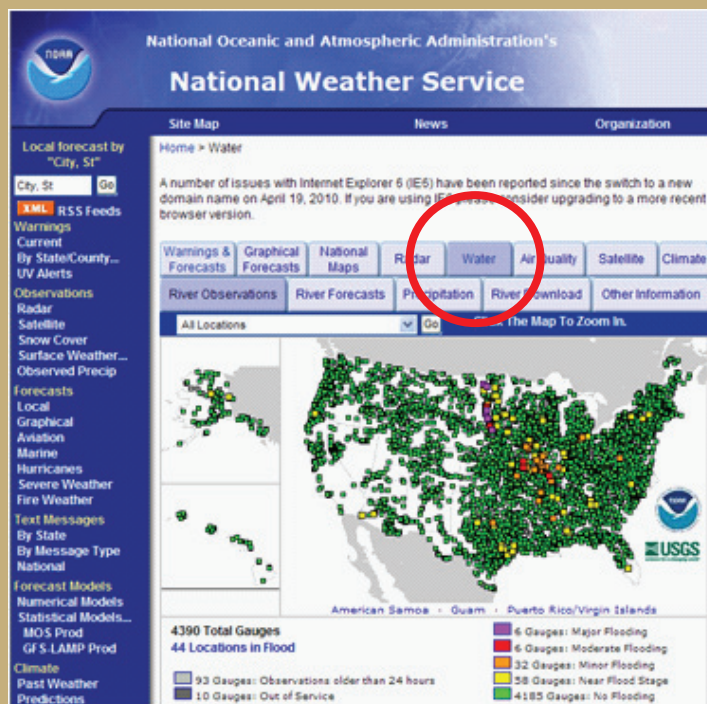 NOAA
National Oceanic and Atmospheric Administration's
National Weather Service
Site Map News Organization
Local forecast by
"City, St"
City, St Go
XML RSS Feeds
Warnings
Current
By State/County...
UV Alerts
Observations
Radar
Satellite
Snow Cover
Surface Weather...
Observed Precip
Forecasts
Local
Graphical
Aviation
Marine
Hurricanes
Severe Weather
Fire Weather
Text Messages
By State
By Message Type
National
Forecast Models
Numerical Models
Statistical Models...
MOS Prod
GFS-LAMP Prod
Climate
Past Weather
Predictions
Home > Water
A number of issues with Internet Explorer 6 (IE6) have been reported since the switch to a new
domain name on April 19, 2010. If you are using consider upgrading to a more recent
browser version.
Warnings & Forecasts
Graphical Forecasts
National Maps
Radar
Water
Air Quality
Satellite
Climate
River Observations River Forecasts Precipitation River Download Other Information
All Locations Go The Map To Zoom In.
NOAA
USGS
American Samoa · Guam · Puerto Rico/Virgin Islands
4390 Total Gauges
44 Locations in Flood
93 Gauges: Observations older than 24 hours
10 Gauges: Out of Service
6 Gauges: Major Flooding
6 Gauges: Moderate Flooding
32 Gauges: Minor Flooding
58 Gauges: Near Flood Stage
4185 Gauges: No Flooding